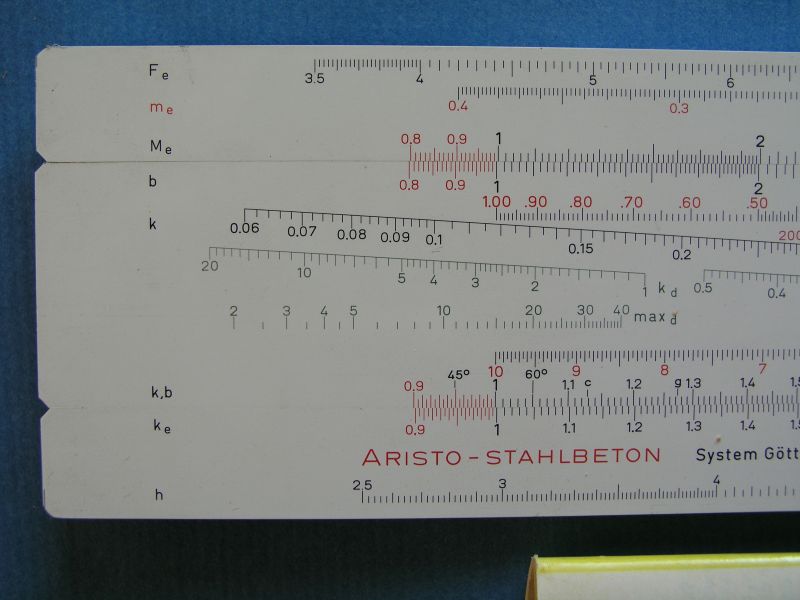 Fe 3.5 4 5 6
me 0.4 0.3
Me 0.8 0.9 1 2
b 0.8 0.9 1 2
1.00 .90 .80 .70 .60 .50
k 0.06 0.07 0.08 0.09 0.1 0.15 0.2 200
20 10 5 4 3 2 1 kd 0.5 0.4
2 3 4 5 10 20 30 40 max d
10 9 8 7
45° 60°
k,b 0.9 1 1.1 c 1.2 g 1.3 1.4 1.5
ke 0.9 1 1.1 1.2 1.3 1.4
ARISTO-STAHLBETON System Gött
h 2.5 3 4